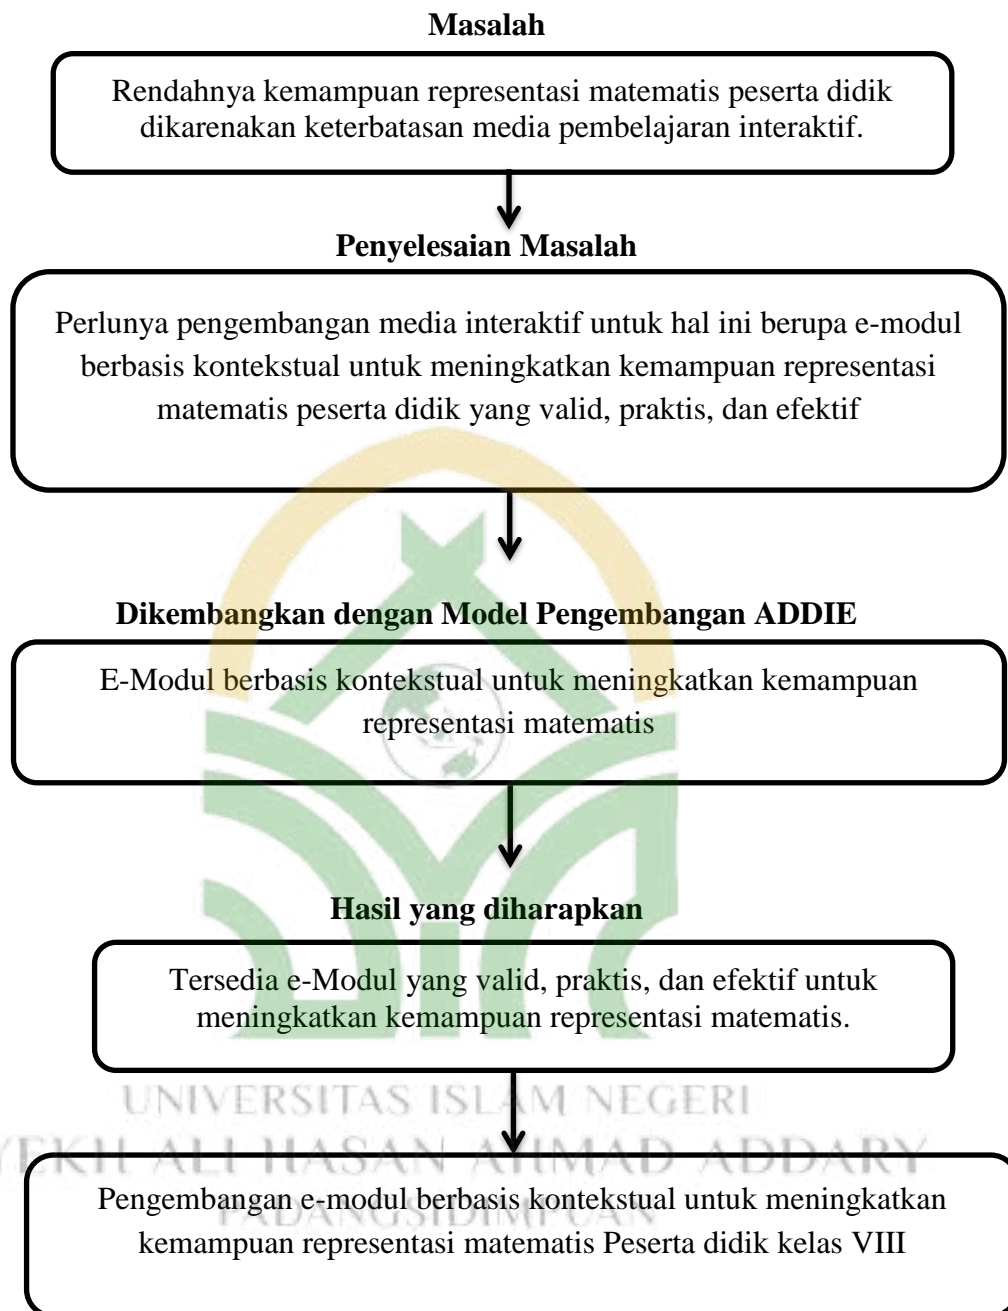 Masalah
Rendahnya kemampuan representasi matematis peserta didik
dikarenakan keterbatasan media pembelajaran interaktif.
Penyelesaian Masalah
Perlunya pengembangan media interaktif untuk hal ini berupa e-modul
berbasis kontekstual untuk meningkatkan kemampuan representasi
matematis peserta didik yang valid, praktis, dan efektif
Dikembangkan dengan Model Pengembangan ADDIE
E-Modul berbasis kontekstual untuk meningkatkan kemampuan
representasi matematis
Hasil yang diharapkan
Tersedia e-Modul yang valid, praktis, dan efektif untuk
meningkatkan kemampuan representasi matematis.
UNIVERSITAS ISLAM NEGERI
YEKH ALI HASAN AHMAD ADDARY
PADANGSIDIMPUAN
Pengembangan e-modul berbasis kontekstual untuk meningkatkan
kemampuan representasi matematis Peserta didik kelas VIII